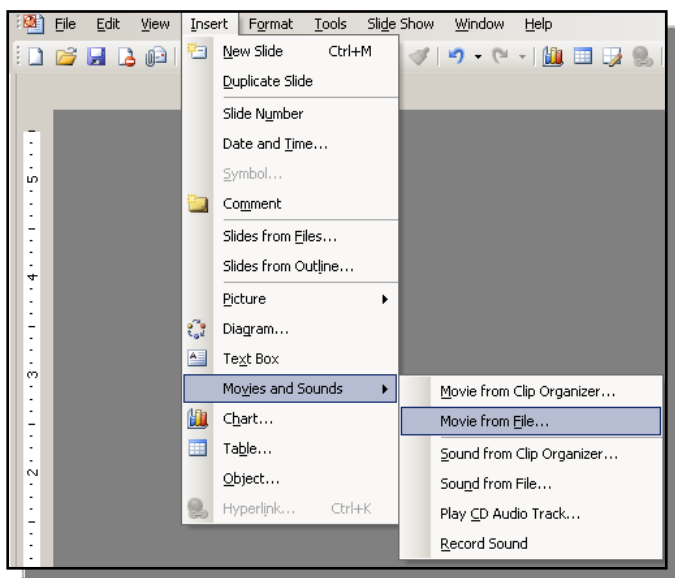 File Edit View Insert Format Tools Slide Show Window Help
New Slide Ctrl+M
Duplicate Slide
Slide Number
Date and Time...
Symbol...
Comment
Slides from Files...
Slides from Outline...
Picture
Diagram...
Text Box
Movies and Sounds
Chart...
Table...
Object...
Hyperlink... Ctrl+K
Movie from Clip Organizer...
Movie from File...
Sound from Clip Organizer...
Sound from File...
Play CD Audio Track...
Record Sound
5
4
3
2